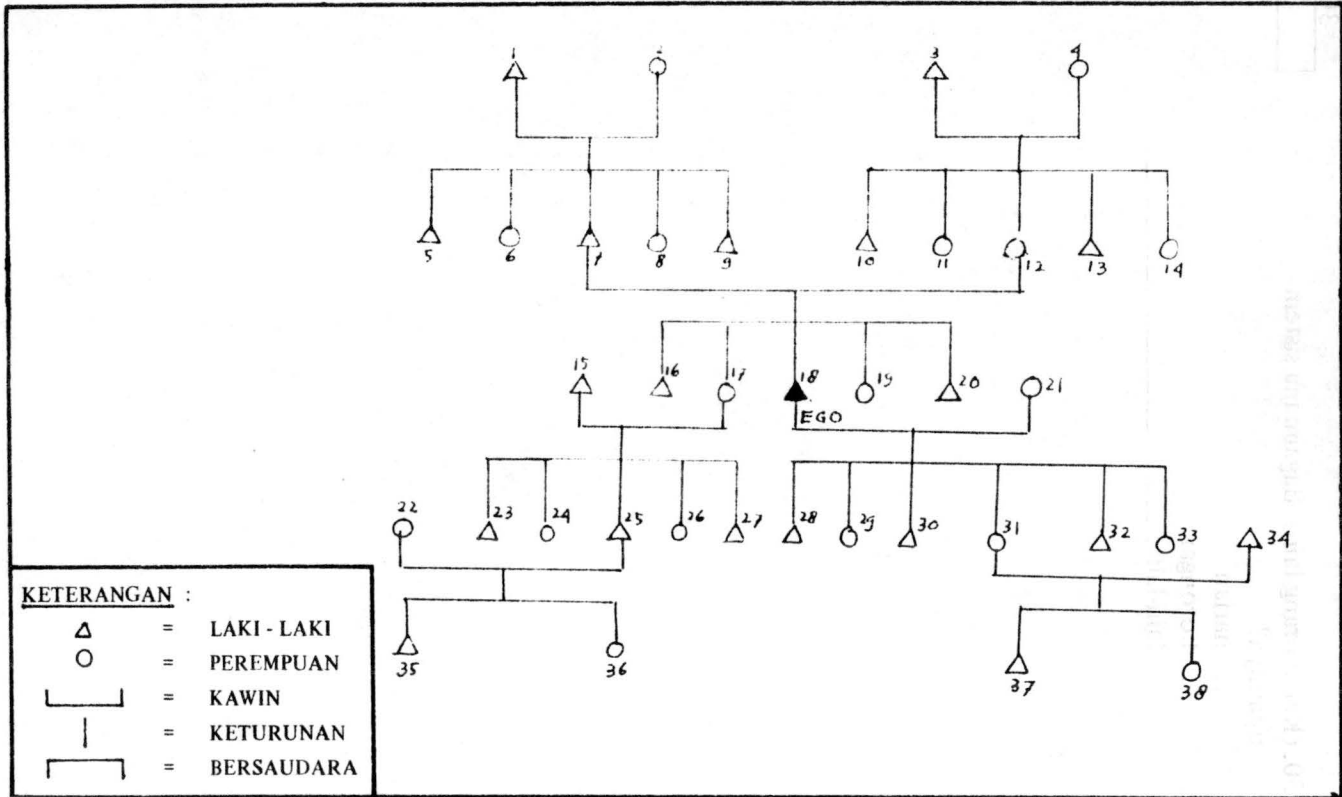 1 3 4
5 6 7 8 9 10 11 12 13 14
15 16 17 18 19 20 21
EGO
22 23 24 25 26 27 28 29 30 31 32 33 34
35 36 37 38
KETERANGAN :
△ = LAKI - LAKI
○ = PEREMPUAN
= KAWIN
= KETURUNAN
= BERSAUDARA